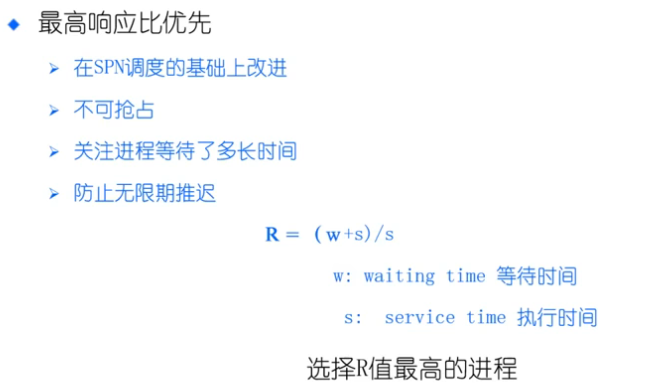 最高响应比优先
在SPN调度的基础上改进
不可抢占
关注进程等待了多长时间
防止无限期推迟
R = (w+s)/s
w: waiting time 等待时间
s: service time 执行时间
选择R值最高的进程